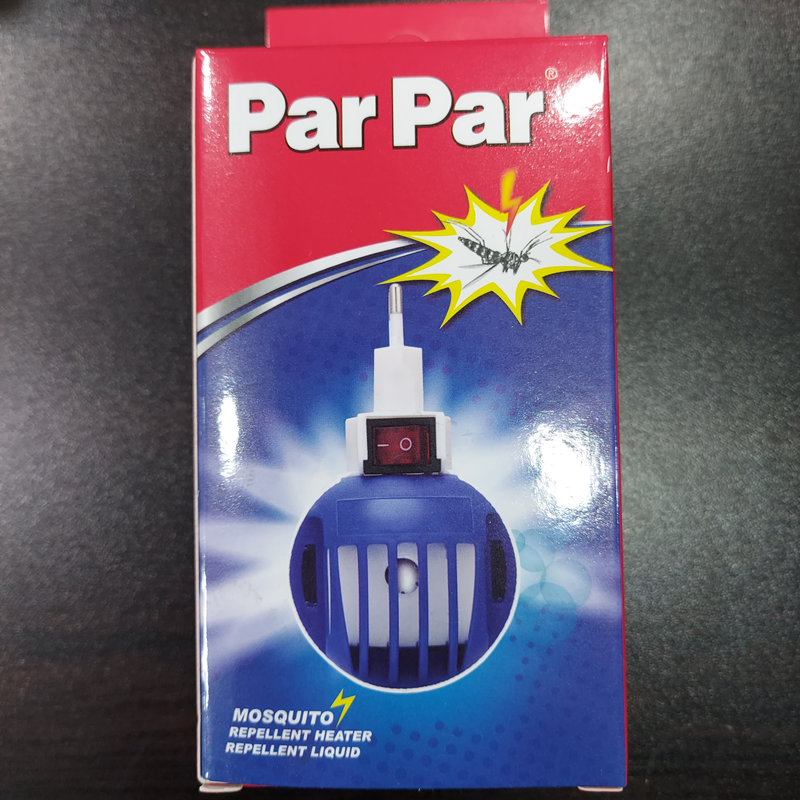 Par Par®
– O
MOSQUITO
REPELLENT HEATER
REPELLENT LIQUID